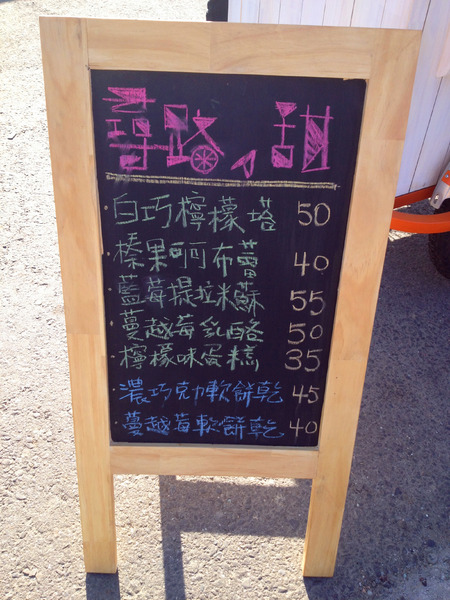 尋路、甜
白巧檸檬塔 50
榛果可可布蕾 40
藍莓提拉米蘇 55
蔓越莓乳酪 50
檸檬味蛋糕 35
濃巧克力軟餅乾 45
蔓越莓軟餅乾 40